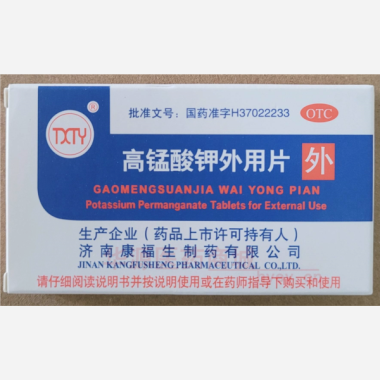 TXTY ®
批准文号：国药准字H37022233 OTC
高锰酸钾外用片 外
GAOMENGSUANJIA WAI YONG PIAN
Potassium Permanganate Tablets for External Use
生产企业（药品上市许可持有人）
济南康福生制药有限公司
JINAN KANGFUSHENG PHARMACEUTICAL CO.,LTD.
请仔细阅读说明书并按说明使用或在药师指导下购买和使用